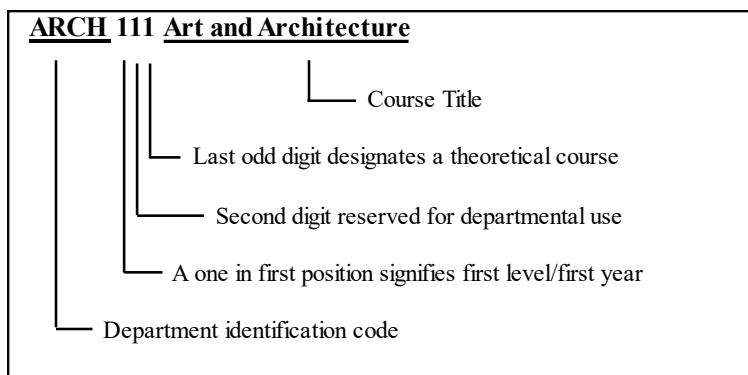 ARCH 111 Art and Architecture
Course Title
Last odd digit designates a theoretical course
Second digit reserved for departmental use
A one in first position signifies first level/first year
Department identification code